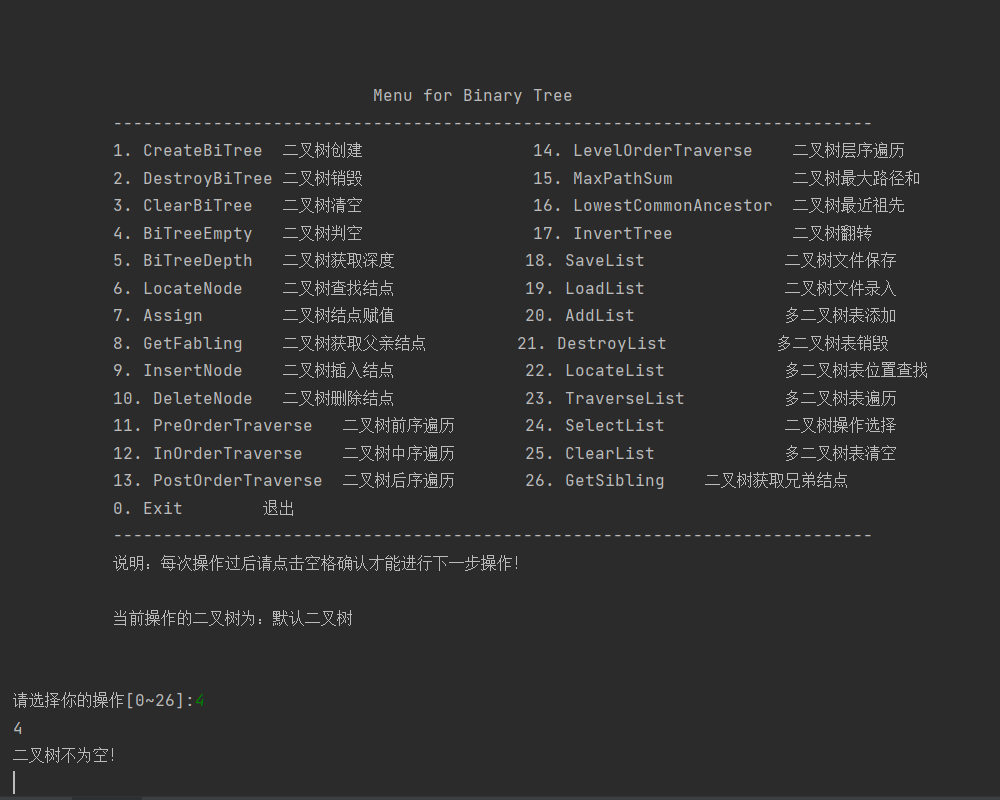 Menu for Binary Tree
----------------------------------------------------------------------------
1. CreateBiTree 二叉树创建 14. LevelOrderTraverse 二叉树层序遍历
2. DestroyBiTree 二叉树销毁 15. MaxPathSum 二叉树最大路径和
3. ClearBiTree 二叉树清空 16. LowestCommonAncestor 二叉树最近祖先
4. BiTreeEmpty 二叉树判空 17. InvertTree 二叉树翻转
5. BiTreeDepth 二叉树获取深度 18. SaveList 二叉树文件保存
6. LocateNode 二叉树查找结点 19. LoadList 二叉树文件录入
7. Assign 二叉树结点赋值 20. AddList 多二叉树表添加
8. GetFabling 二叉树获取父亲结点 21. DestroyList 多二叉树表销毁
9. InsertNode 二叉树插入结点 22. LocateList 多二叉树表位置查找
10. DeleteNode 二叉树删除结点 23. TraverseList 多二叉树表遍历
11. PreOrderTraverse 二叉树前序遍历 24. SelectList 二叉树操作选择
12. InOrderTraverse 二叉树中序遍历 25. ClearList 多二叉树表清空
13. PostOrderTraverse 二叉树后序遍历 26. GetSibling 二叉树获取兄弟结点
0. Exit 退出
----------------------------------------------------------------------------
说明：每次操作过后请点击空格确认才能进行下一步操作！
当前操作的二叉树为：默认二叉树
请选择你的操作[0~26]:4
4
二叉树不为空！